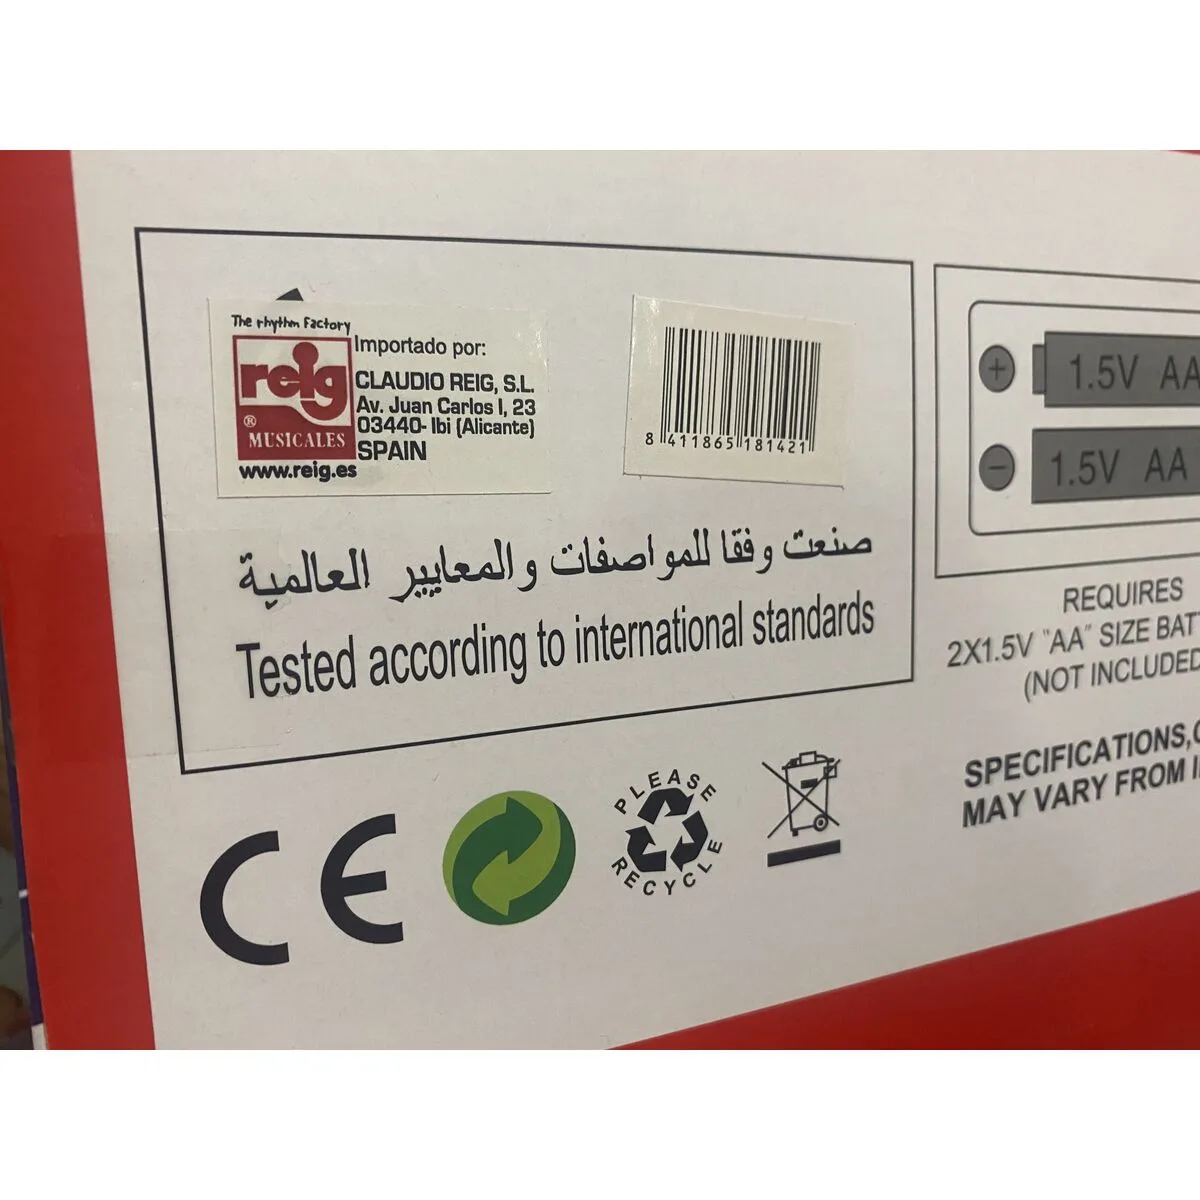 The rhythm factory
reig
®
MUSICALES
www.reig.es
Importado por:
CLAUDIO REIG, S.L.
Av. Juan Carlos I, 23
03440- Ibi (Alicante)
SPAIN
8 411865 181421
صنعت وفقا للمواصفات والمعايير العالمية
Tested according to international standards
CE
PLEASE
RECYCLE
+ 1.5V AA
− 1.5V AA
REQUIRES
2X1.5V "AA" SIZE BAT
(NOT INCLUDED
SPECIFICATIONS,
MAY VARY FROM